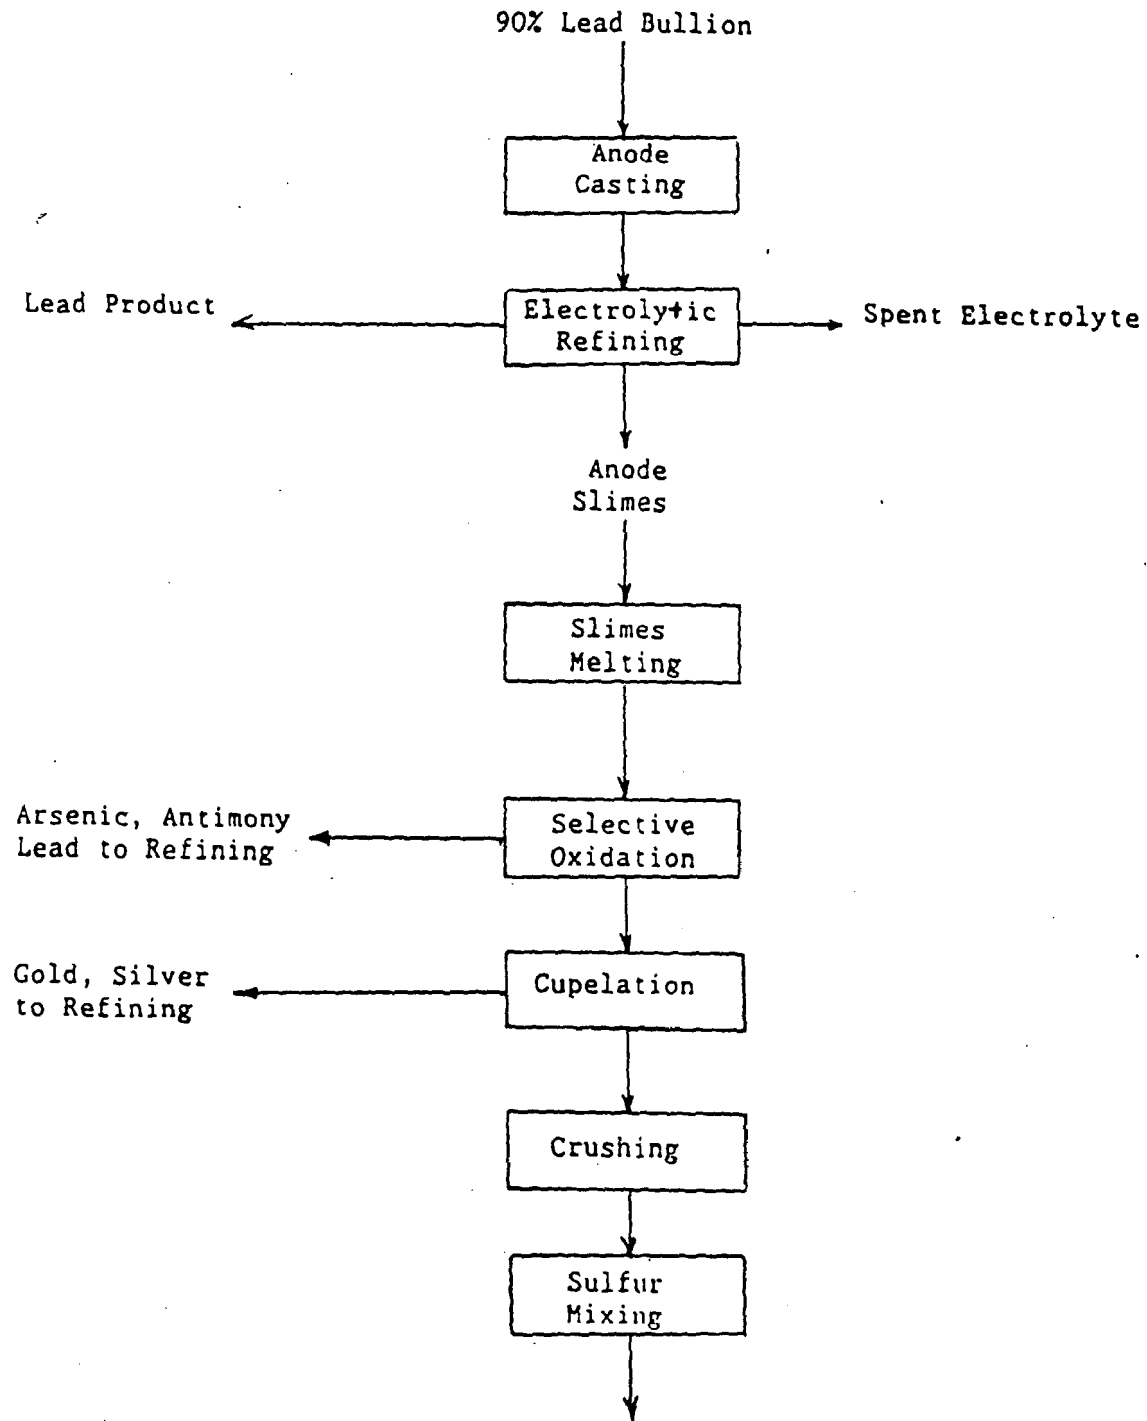 90% Lead Bullion
Anode
Casting
Lead Product
Electrolytic
Refining
Spent Electrolyte
Anode
Slimes
Slimes
Melting
Arsenic, Antimony
Lead to Refining
Selective
Oxidation
Gold, Silver
to Refining
Cupelation
Crushing
Sulfur
Mixing